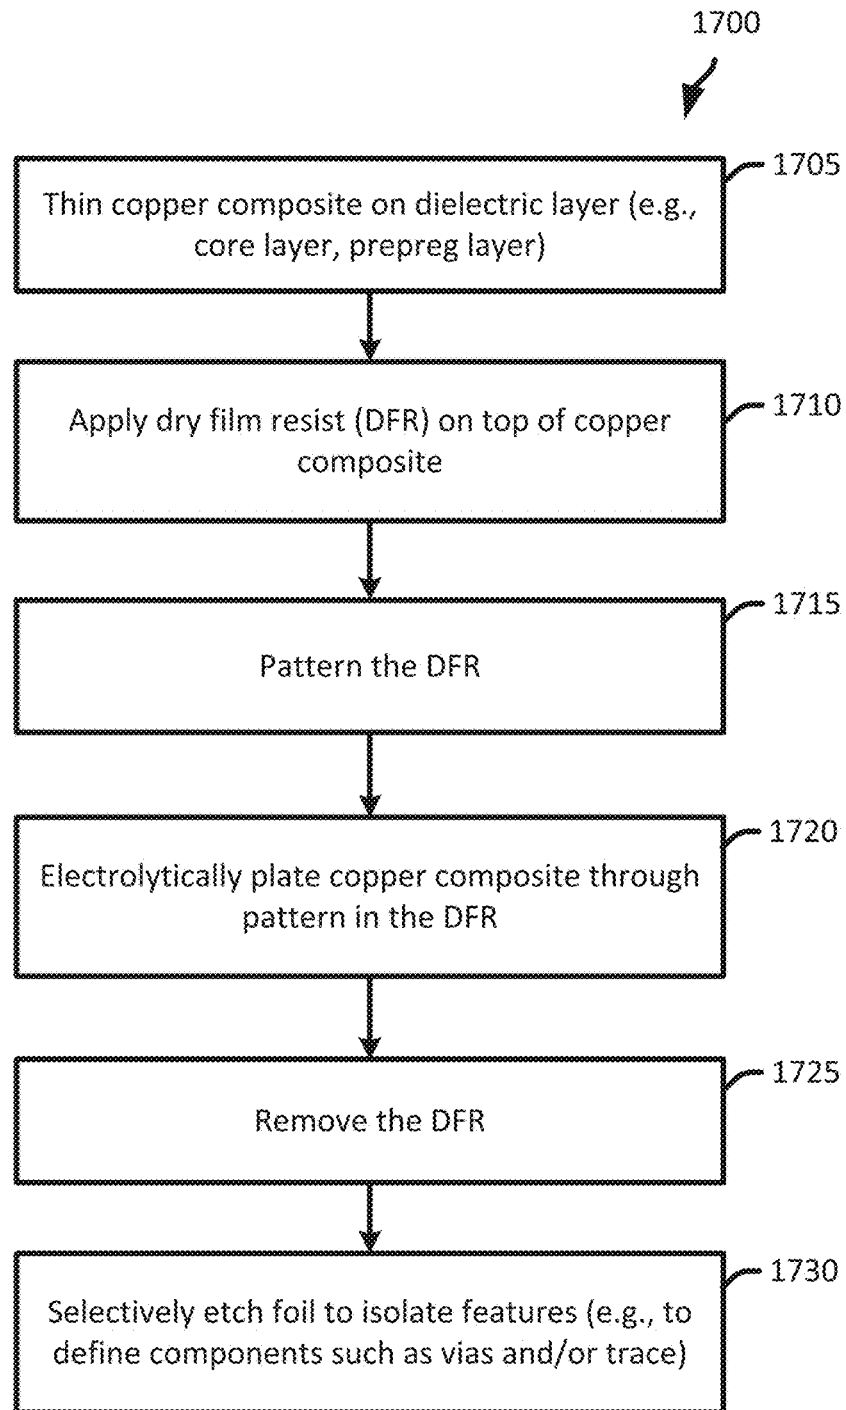 1700
1705
Thin copper composite on dielectric layer (e.g.,
core layer, prepreg layer)
1710
Apply dry film resist (DFR) on top of copper
composite
1715
Pattern the DFR
1720
Electrolytically plate copper composite through
pattern in the DFR
1725
Remove the DFR
1730
Selectively etch foil to isolate features (e.g., to
define components such as vias and/or trace)